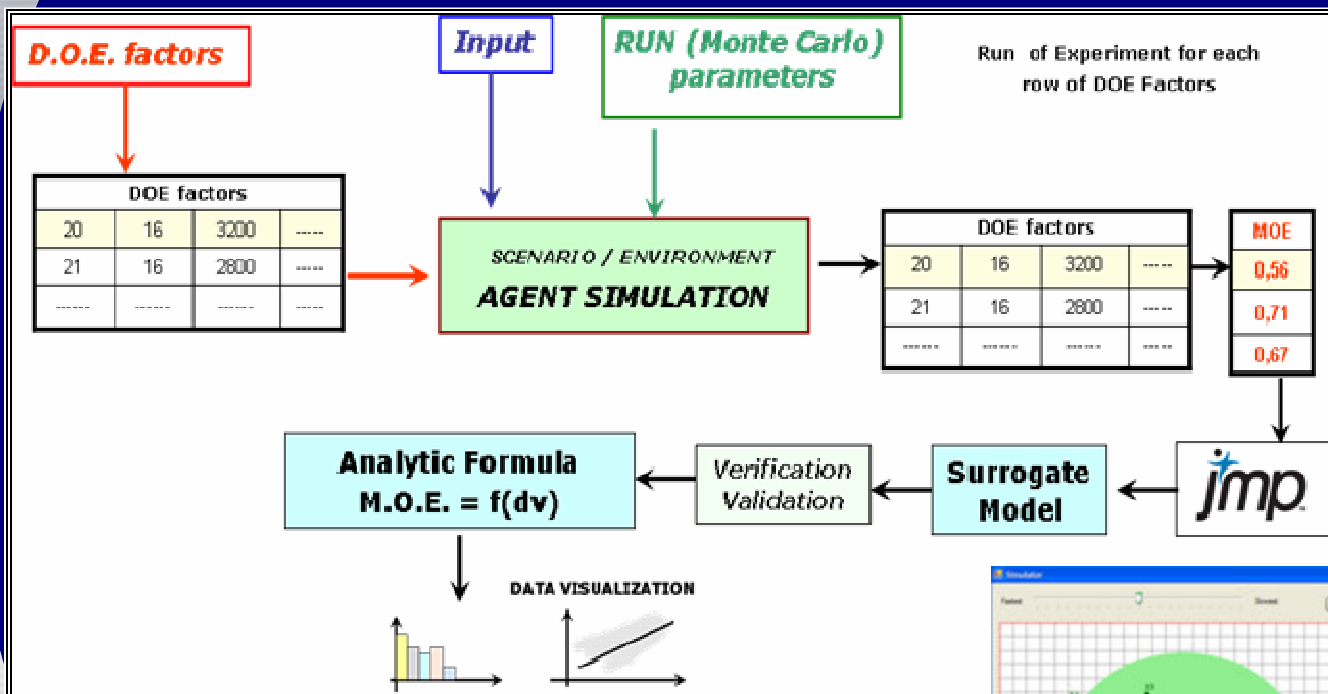 D.O.E. factors
Input
RUN (Monte Carlo)
parameters
Run of Experiment for each
row of DOE Factors
DOE factors
20 16 3200 -----
21 16 2800 -----
------ ------ ------ -----
SCENARIO / ENVIRONMENT
AGENT SIMULATION
DOE factors
20 16 3200 -----
21 16 2800 -----
------ ------ ------ -----
MOE
0,56
0,71
0,67
Analytic Formula
M.O.E. = f(dv)
Verification
Validation
Surrogate
Model
jmp
DATA VISUALIZATION
Simulator
Fastest
Slowest